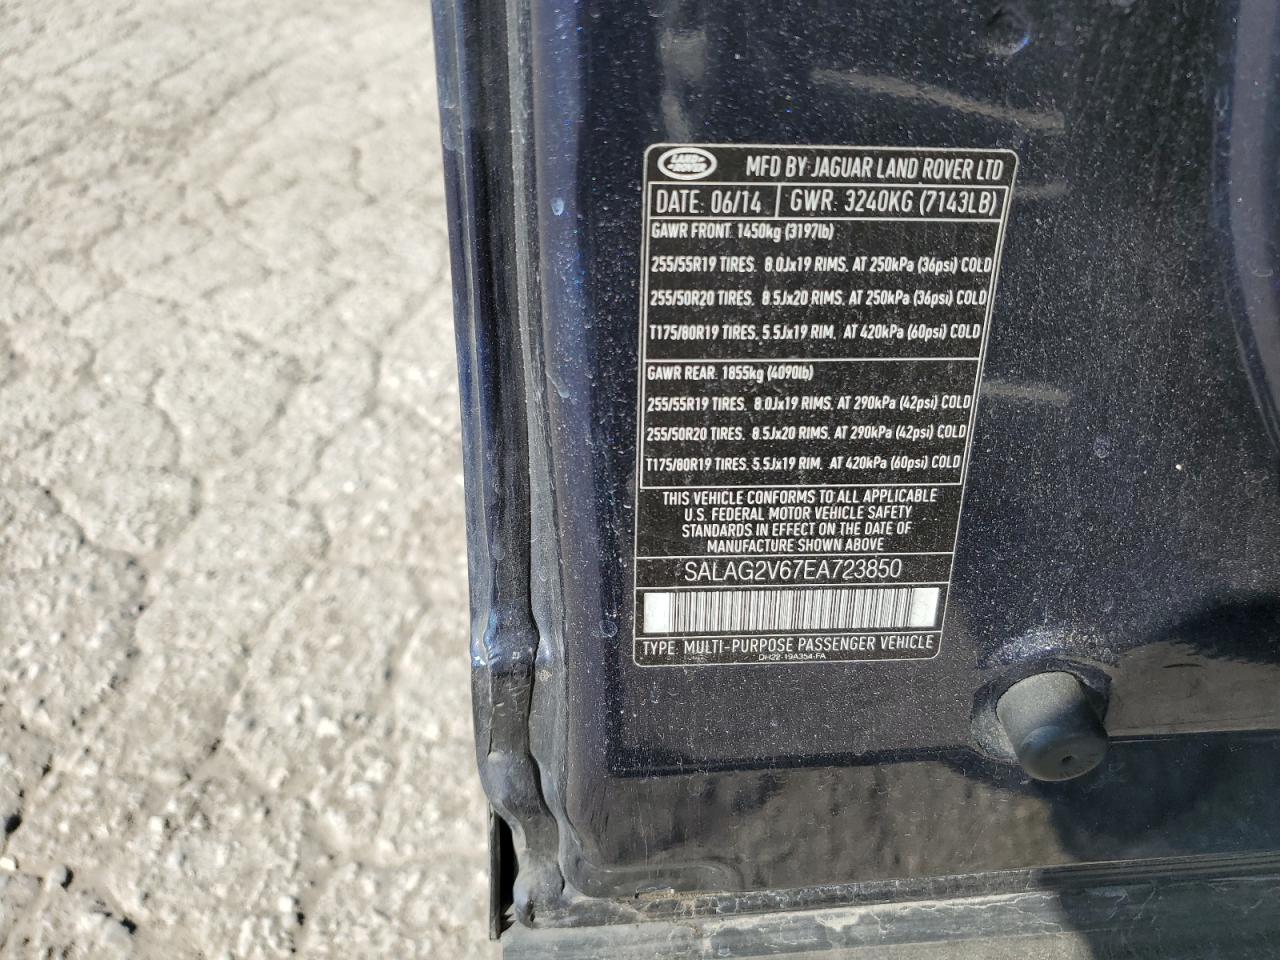 LAND ROVER
MFD BY JAGUAR LAND ROVER LTD
DATE: 06/14 GWR: 3240KG (7143LB)
GAWR FRONT: 1450kg (3197lb)
255/55R19 TIRES, 8.0Jx19 RIMS, AT 250kPa (36psi) COLD
255/50R20 TIRES, 8.5Jx20 RIMS, AT 250kPa (36psi) COLD
T175/80R19 TIRES, 5.5Jx19 RIM, AT 420kPa (60psi) COLD
GAWR REAR: 1855kg (4090lb)
255/55R19 TIRES, 8.0Jx19 RIMS, AT 290kPa (42psi) COLD
255/50R20 TIRES, 8.5Jx20 RIMS, AT 290kPa (42psi) COLD
T175/80R19 TIRES, 5.5Jx19 RIM, AT 420kPa (60psi) COLD
THIS VEHICLE CONFORMS TO ALL APPLICABLE
U.S. FEDERAL MOTOR VEHICLE SAFETY
STANDARDS IN EFFECT ON THE DATE OF
MANUFACTURE SHOWN ABOVE
SALAG2V67EA723850
TYPE: MULTI-PURPOSE PASSENGER VEHICLE
DH22-19A354-FA